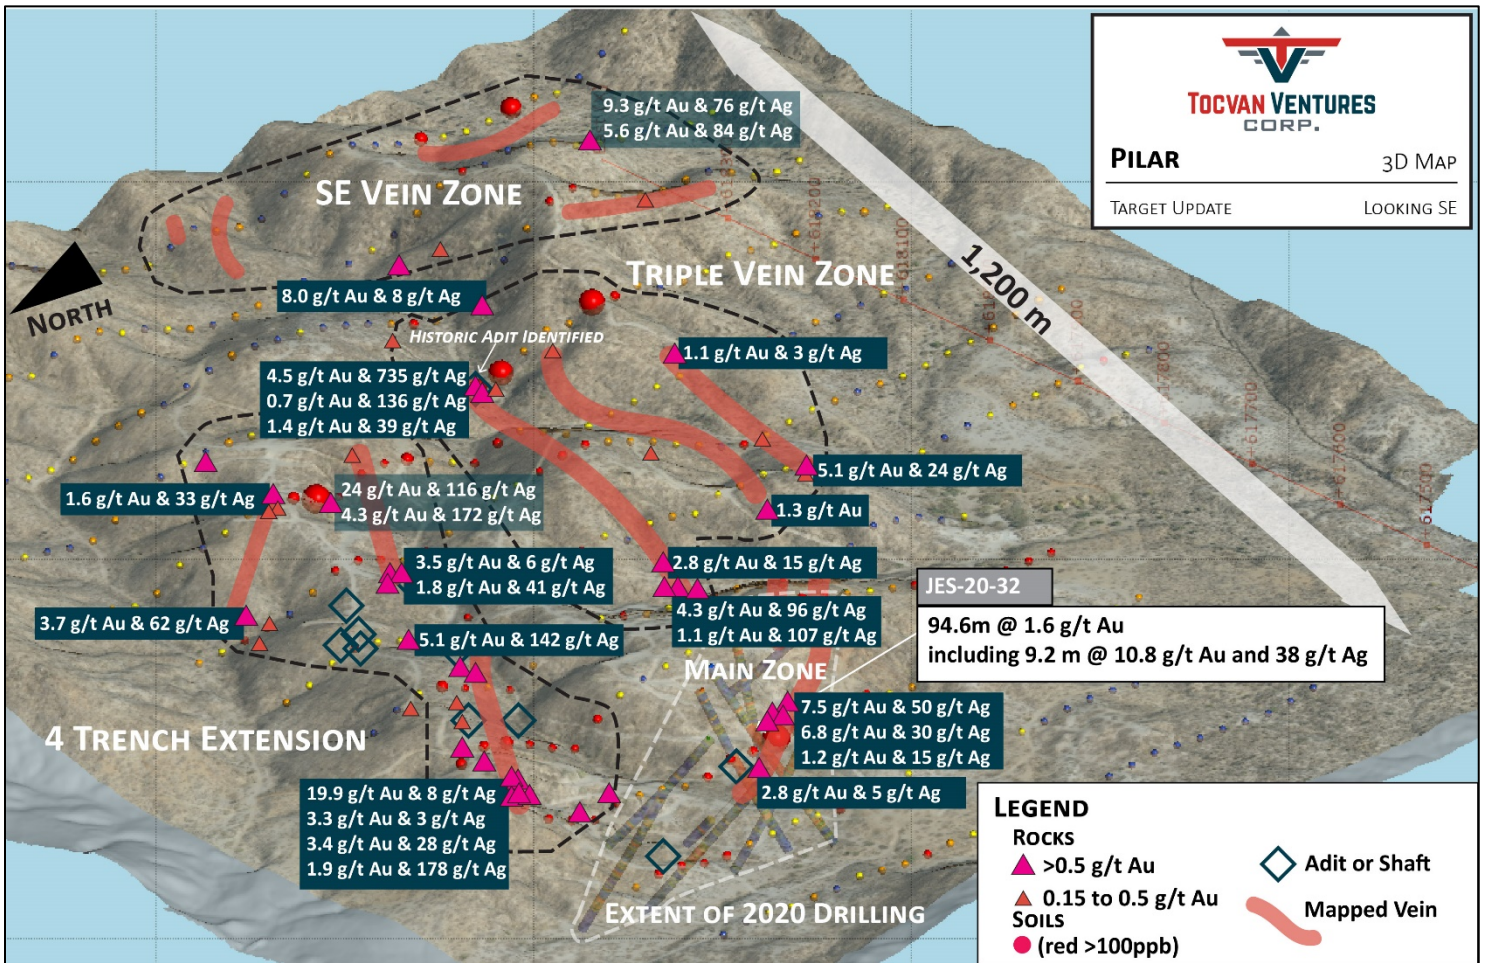 TOCVAN VENTURES
CORP.
PILAR
3D MAP
TARGET UPDATE
LOOKING SE
9.3 g/t Au & 76 g/t Ag
5.6 g/t Au & 84 g/t Ag
SE VEIN ZONE
1,200 m
618200
618100
TRIPLE VEIN ZONE
NORTH
8.0 g/t Au & 8 g/t Ag
HISTORIC ADIT IDENTIFIED
1.1 g/t Au & 3 g/t Ag
4.5 g/t Au & 735 g/t Ag
0.7 g/t Au & 136 g/t Ag
1.4 g/t Au & 39 g/t Ag
617700
617600
5.1 g/t Au & 24 g/t Ag
1.6 g/t Au & 33 g/t Ag
24 g/t Au & 116 g/t Ag
4.3 g/t Au & 172 g/t Ag
1.3 g/t Au
3.5 g/t Au & 6 g/t Ag
1.8 g/t Au & 41 g/t Ag
2.8 g/t Au & 15 g/t Ag
JES-20-32
4.3 g/t Au & 96 g/t Ag
1.1 g/t Au & 107 g/t Ag
3.7 g/t Au & 62 g/t Ag
5.1 g/t Au & 142 g/t Ag
94.6m @ 1.6 g/t Au
including 9.2 m @ 10.8 g/t Au and 38 g/t Ag
MAIN ZONE
7.5 g/t Au & 50 g/t Ag
6.8 g/t Au & 30 g/t Ag
1.2 g/t Au & 15 g/t Ag
4 TRENCH EXTENSION
2.8 g/t Au & 5 g/t Ag
19.9 g/t Au & 8 g/t Ag
3.3 g/t Au & 3 g/t Ag
3.4 g/t Au & 28 g/t Ag
1.9 g/t Au & 178 g/t Ag
EXTENT OF 2020 DRILLING
LEGEND
ROCKS
>0.5 g/t Au
0.15 to 0.5 g/t Au
SOILS
(red >100ppb)
Adit or Shaft
Mapped Vein